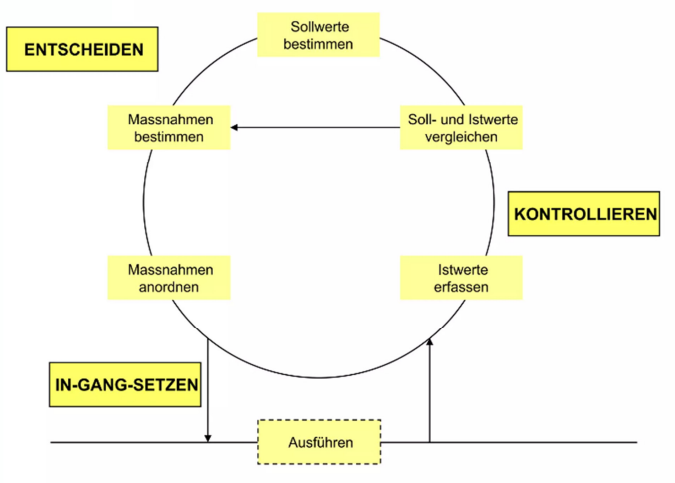 Sollwerte
bestimmen
ENTSCHEIDEN
Massnahmen
bestimmen
Soll- und Istwerte
vergleichen
KONTROLLIEREN
Massnahmen
anordnen
Istwerte
erfassen
IN-GANG-SETZEN
Ausführen